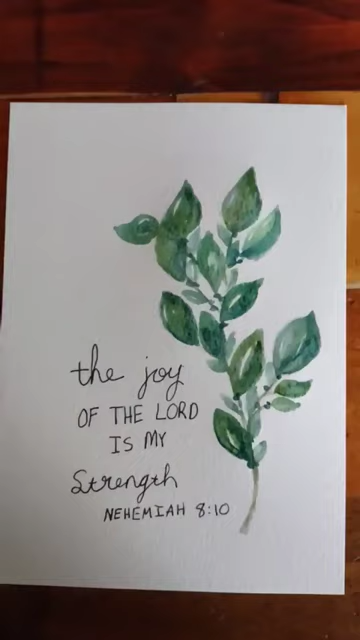 the joy
OF THE LORD
IS MY
Strength
NEHEMIAH 8:10